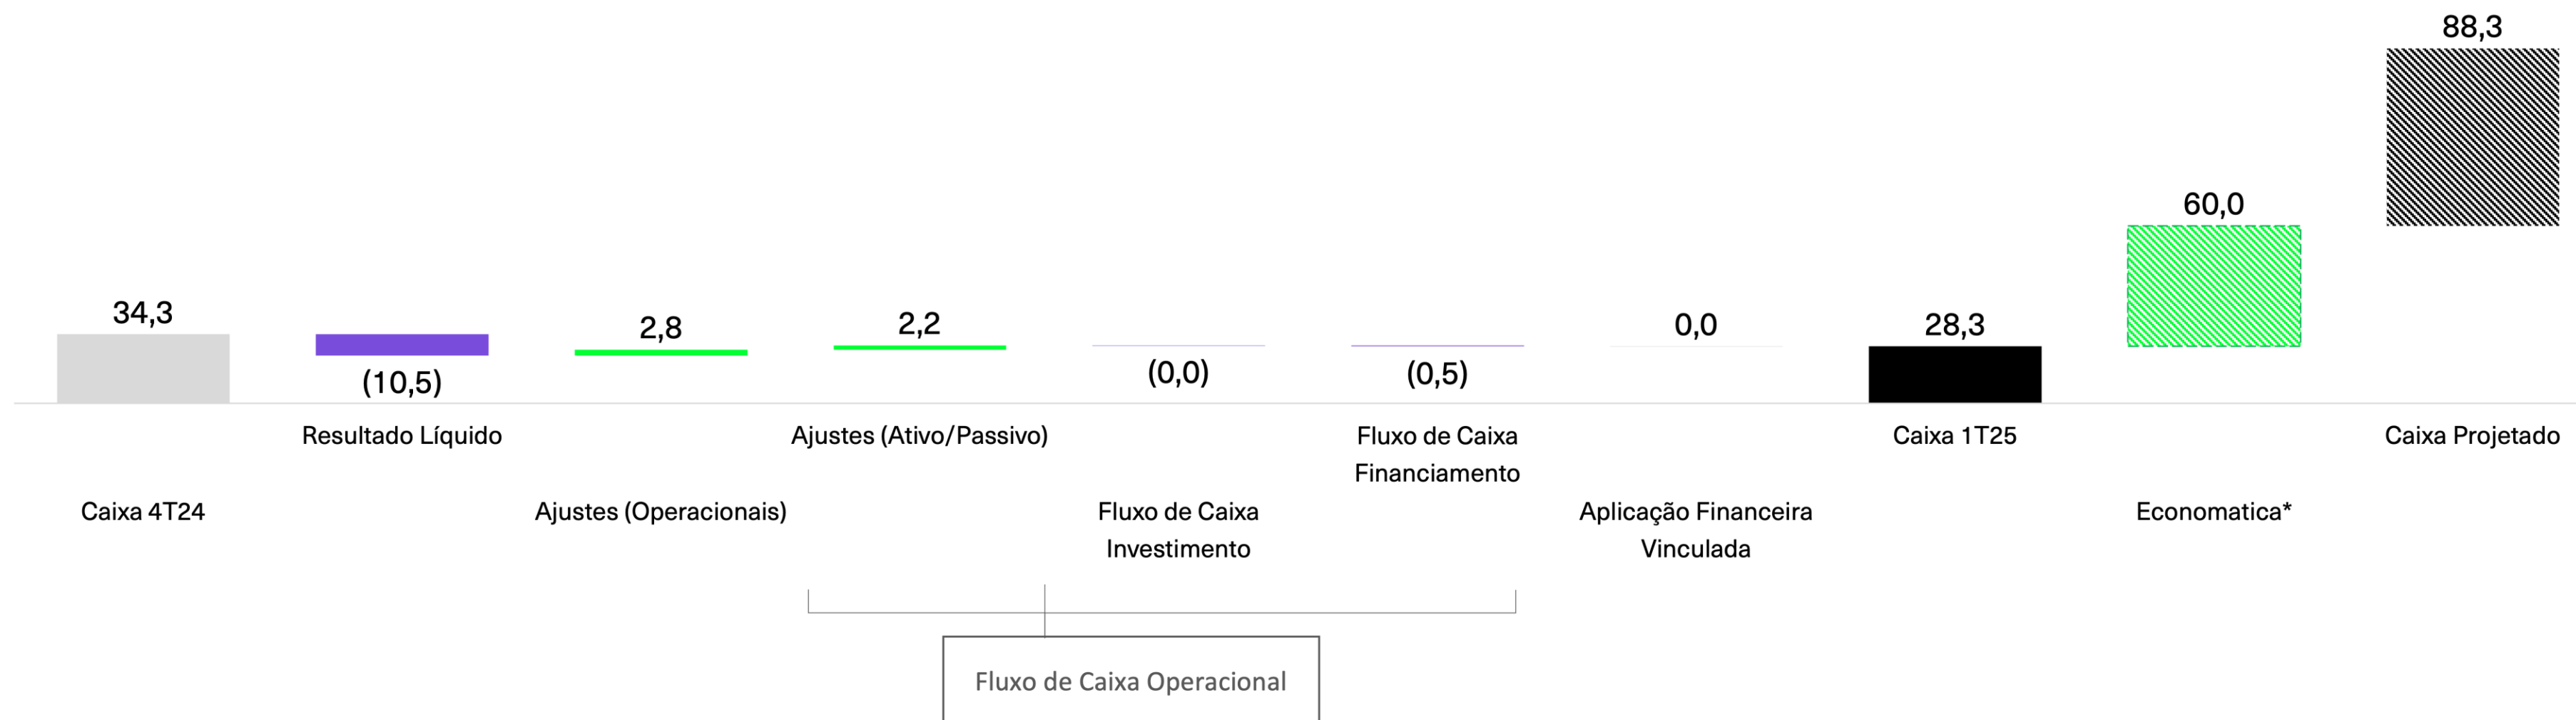 88,3
60,0
34,3
2,8
2,2
0,0
28,3
(10,5)
(0,0)
(0,5)
Resultado Líquido
Ajustes (Ativo/Passivo)
Fluxo de Caixa
Financiamento
Caixa 1T25
Caixa Projetado
Caixa 4T24
Ajustes (Operacionais)
Fluxo de Caixa
Investimento
Aplicação Financeira
Vinculada
Economatica*
Fluxo de Caixa Operacional